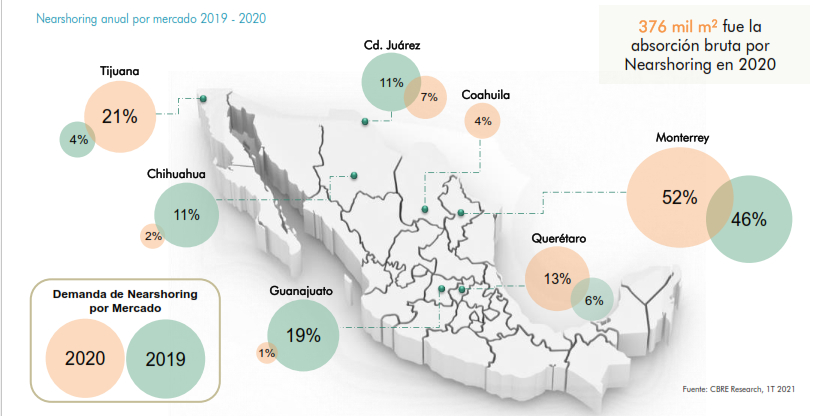 Nearshoring anual por mercado 2019 - 2020
376 mil m² fue la
absorción bruta por
Nearshoring en 2020
Cd. Juárez
11%
7%
Tijuana
21%
4%
Coahuila
4%
Monterrey
52%
46%
Chihuahua
11%
2%
Querétaro
13%
6%
Guanajuato
19%
1%
Demanda de Nearshoring
por Mercado
2020
2019
Fuente: CBRE Research, 1T 2021